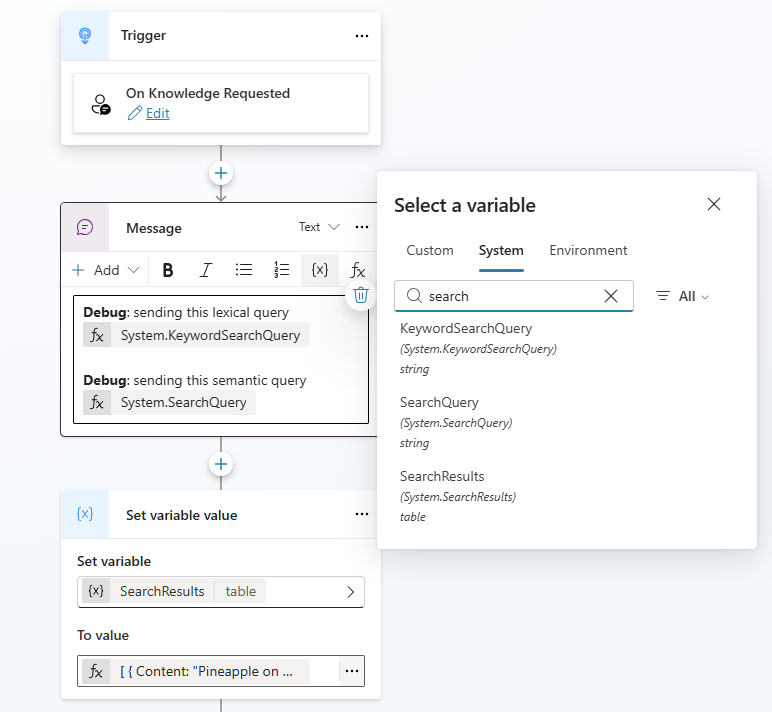 Trigger
On Knowledge Requested
Edit
Message
Text
Add
B
I
{x}
fx
Debug: sending this lexical query
fx System.KeywordSearchQuery
Debug: sending this semantic query
fx System.SearchQuery
{x}
Set variable value
Set variable
{x} SearchResults table
To value
fx [ { Content: "Pineapple on ...
Select a variable
Custom System Environment
search
All
KeywordSearchQuery
(System.KeywordSearchQuery)
string
SearchQuery
(System.SearchQuery)
string
SearchResults
(System.SearchResults)
table